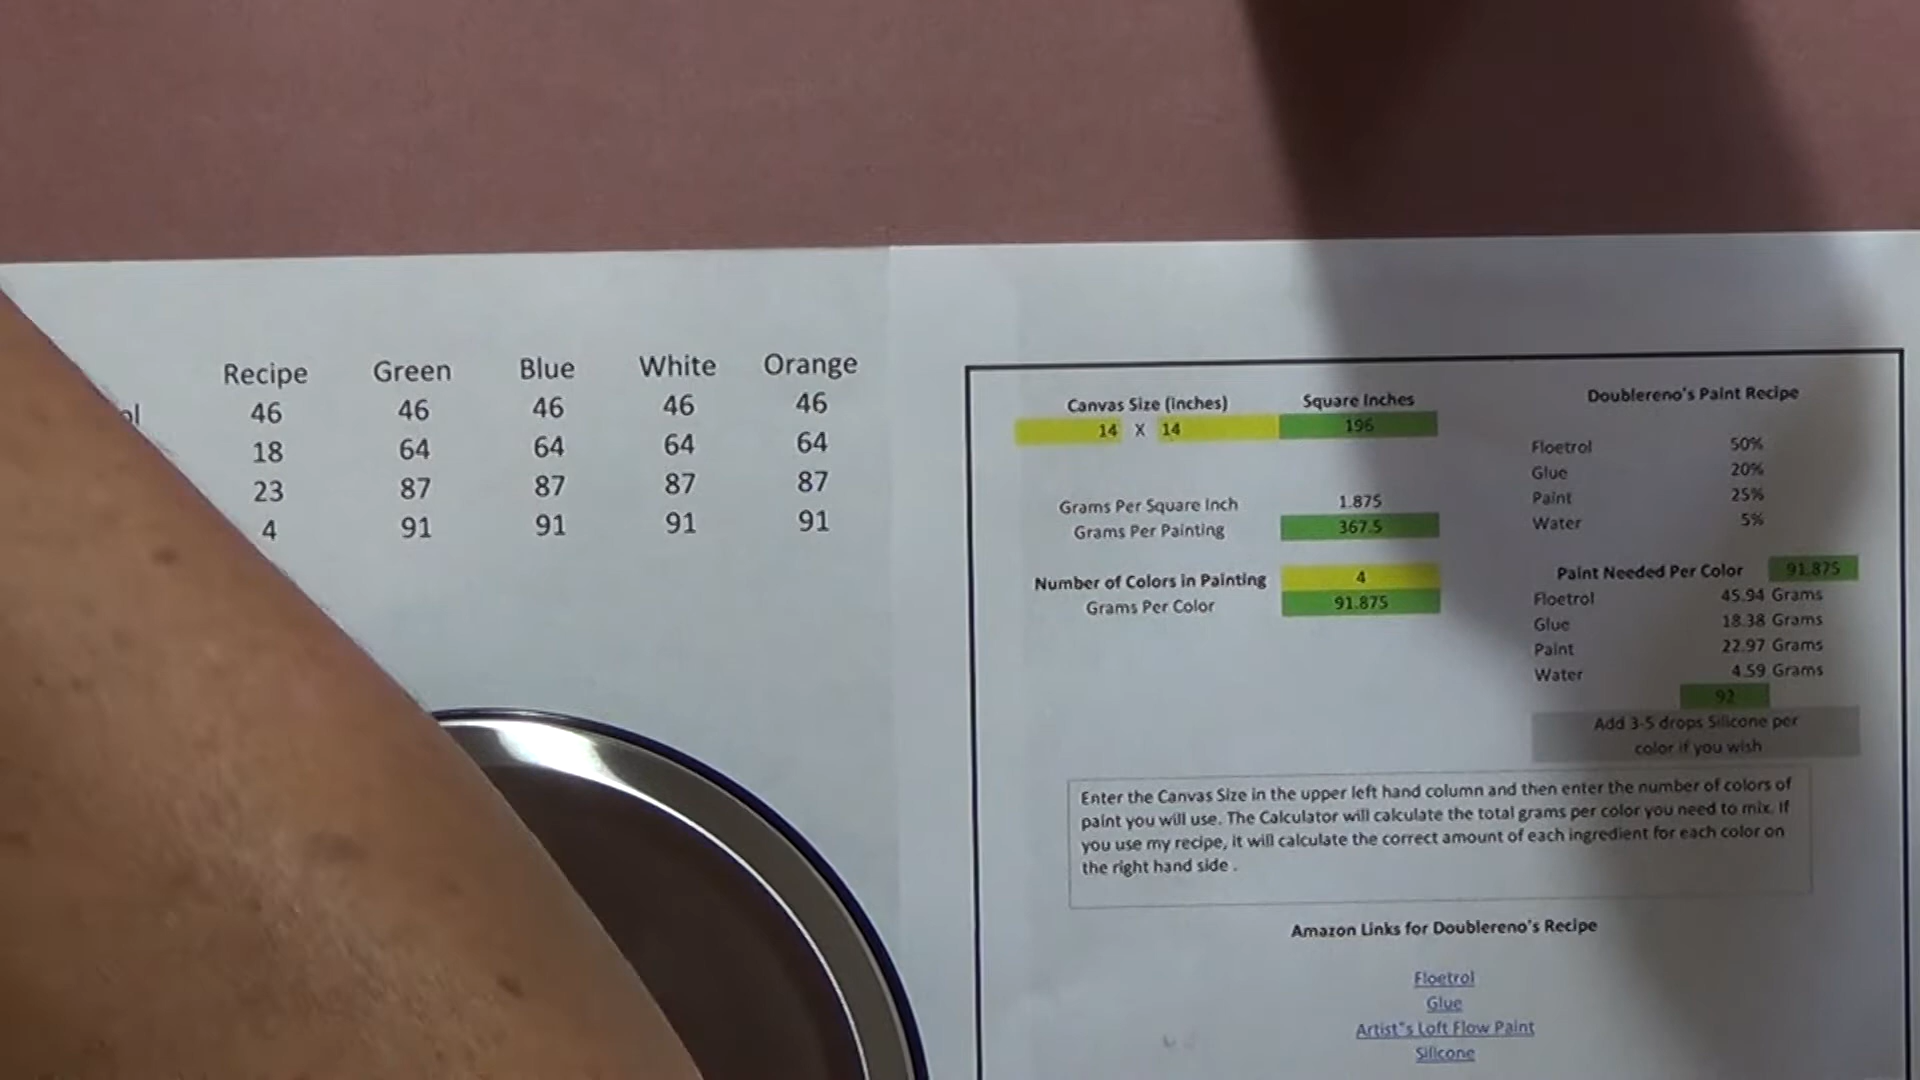 Recipe Green Blue White Orange
46 46 46 46 46
18 64 64 64 64
23 87 87 87 87
4 91 91 91 91
Canvas Size (Inches) Square Inches
14 X 14 196
Grams Per Square Inch 1.875
Grams Per Painting 367.5
Number of Colors in Painting 4
Grams Per Color 91.875
Doublereno's Paint Recipe
Floetrol 50%
Glue 20%
Paint 25%
Water 5%
Paint Needed Per Color 91.875
Floetrol 45.94 Grams
Glue 18.38 Grams
Paint 22.97 Grams
Water 4.59 Grams
92
Add 3-5 drops Silicone per
color if you wish
Enter the Canvas Size in the upper left hand column and then enter the number of colors of
paint you will use. The Calculator will calculate the total grams per color you need to mix. If
you use my recipe, it will calculate the correct amount of each ingredient for each color on
the right hand side .
Amazon Links for Doublereno's Recipe
Floetrol
Glue
Artist"s Loft Flow Paint
Silicone